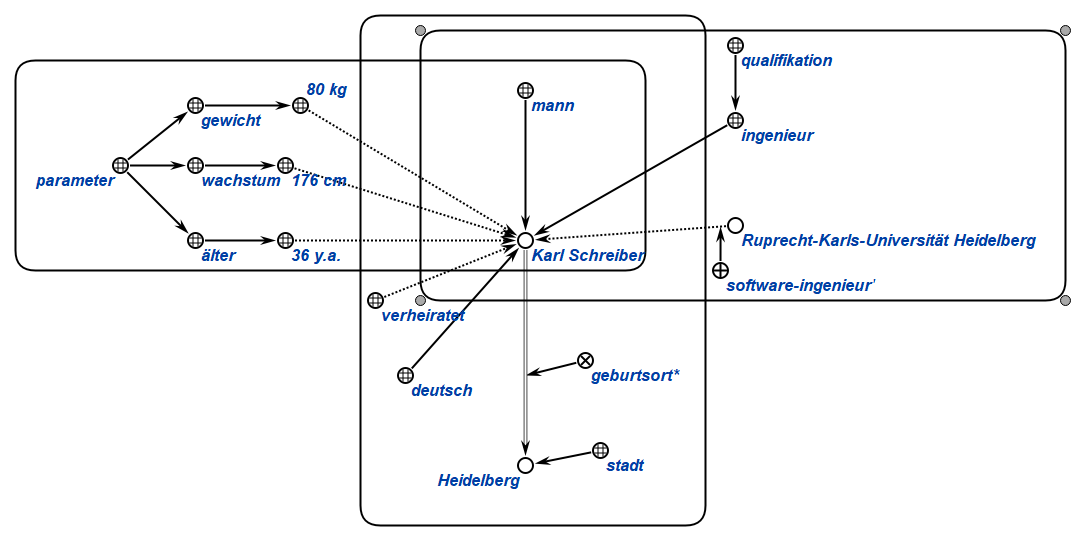 qualifikation
80 kg
mann
gewicht
ingenieur
parameter
wachstum
176 cm
Ruprecht-Karls-Universität Heidelberg
älter
36 y.a.
Karl Schreiber
software-ingenieur'
verheiratet
geburtsort*
deutsch
stadt
Heidelberg